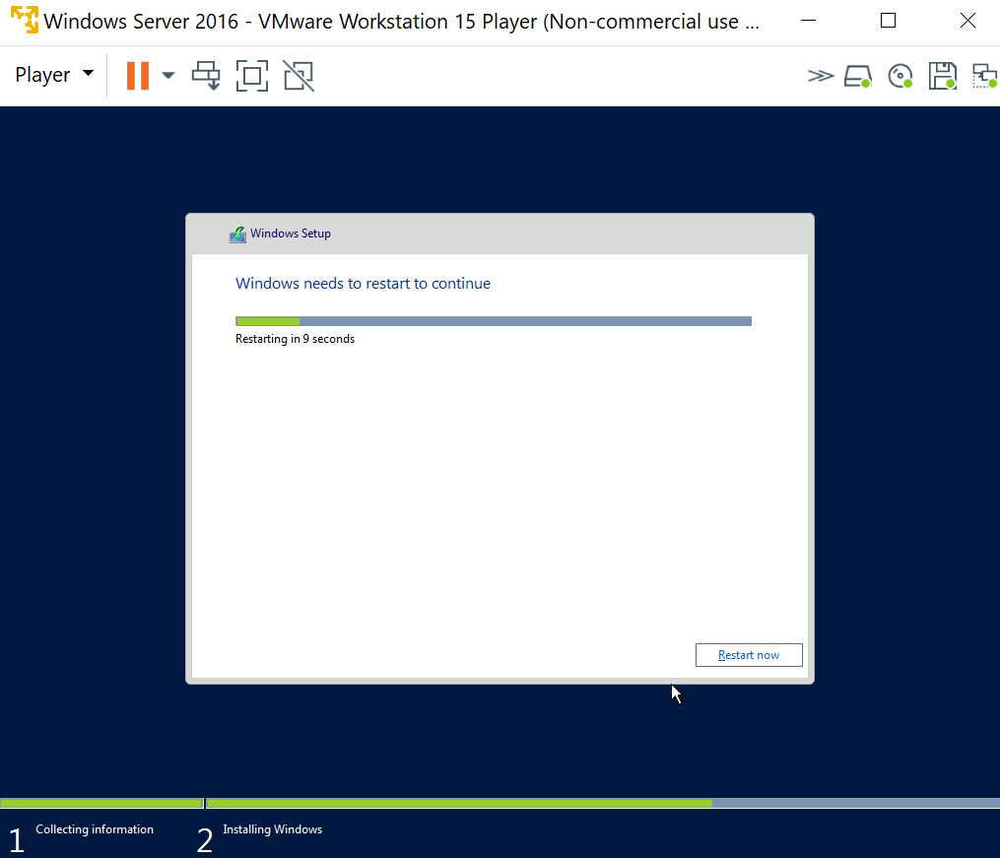 Windows Server 2016 - VMware Workstation 15 Player (Non-commercial use ...
Player
Windows Setup
Windows needs to restart to continue
Restarting in 9 seconds
Restart now
1 Collecting information
2 Installing Windows